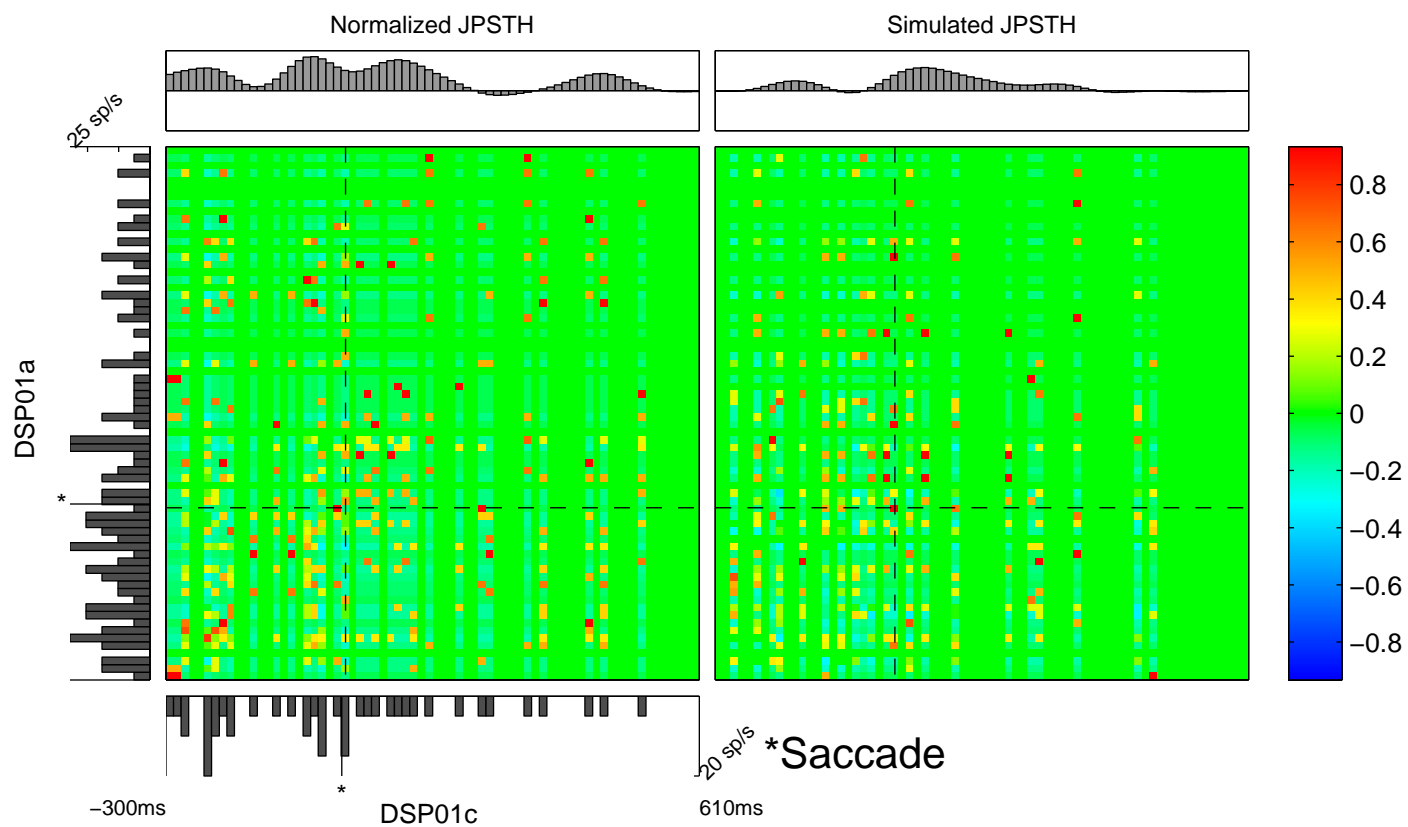 Normalized JPSTH
Simulated JPSTH
25 sp/s
0.8
0.6
0.4
0.2
0
−0.2
−0.4
−0.6
−0.8
DSP01a
*
20 sp/s
*Saccade
*
−300ms
DSP01c
610ms